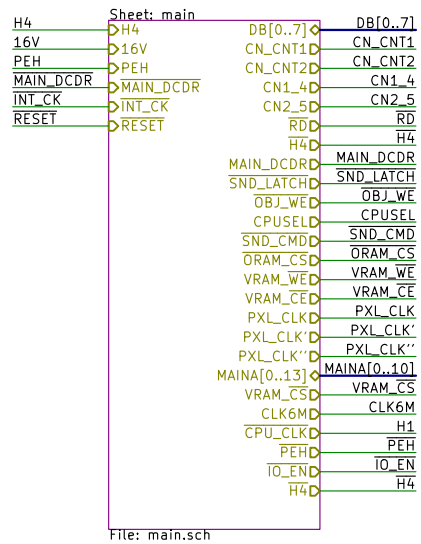 Sheet: main
H4 H4 DB[0..7] DB[0..7]
16V 16V CN_CNT1 CN_CNT1
PEH PEH CN_CNT2 CN_CNT2
MAIN_DCDR MAIN_DCDR CN1_4 CN1_4
INT_CK INT_CK CN2_5 CN2_5
RESET RESET RD RD
H4 H4
MAIN_DCDR MAIN_DCDR
SND_LATCH SND_LATCH
OBJ_WE OBJ_WE
CPUSEL CPUSEL
SND_CMD SND_CMD
ORAM_CS ORAM_CS
VRAM_WE VRAM_WE
VRAM_CE VRAM_CE
PXL_CLK PXL_CLK
PXL_CLK' PXL_CLK'
PXL_CLK'' PXL_CLK''
MAINA[0..13] MAINA[0..10]
VRAM_CS VRAM_CS
CLK6M CLK6M
CPU_CLK H1
PEH PEH
IO_EN IO_EN
H4 H4
File: main.sch